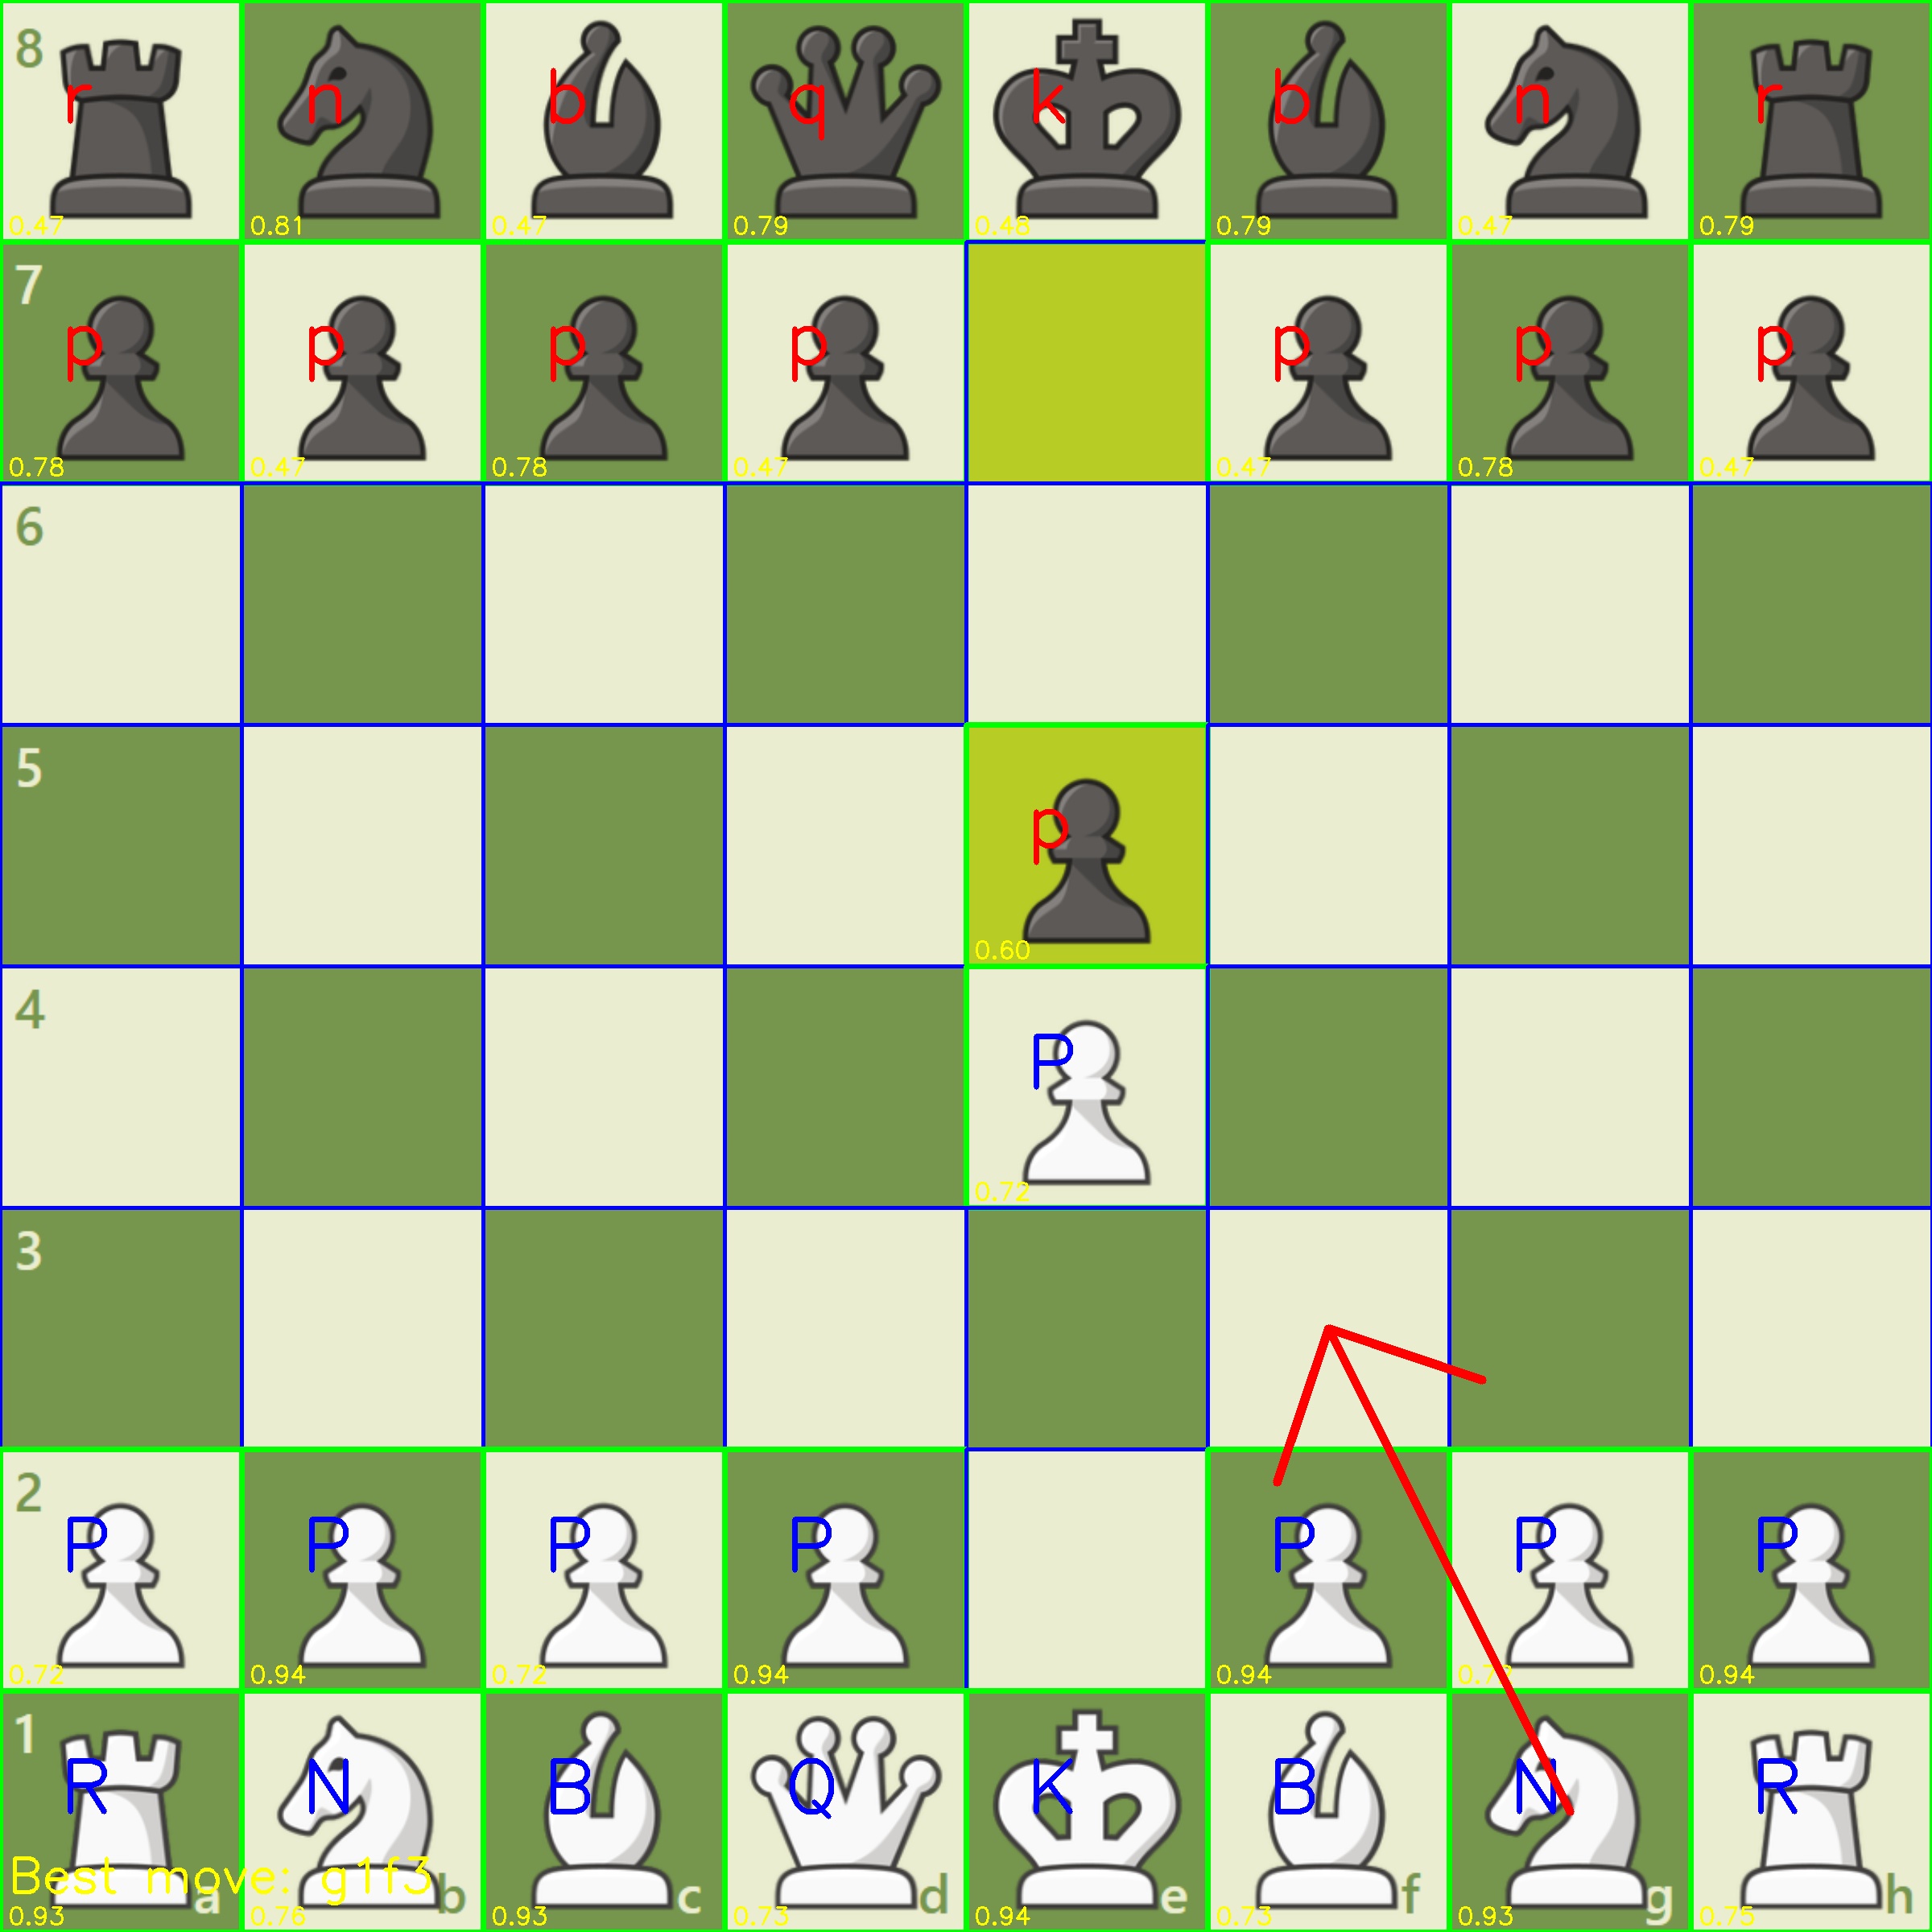 8 r n b q k b n r
0.47 0.81 0.47 0.79 0.48 0.79 0.47 0.79
7 p p p p p p p
0.78 0.47 0.78 0.47 0.47 0.78 0.47
6
5 p
0.60
4 P
0.72
3
2 P P P P P P P
0.72 0.94 0.72 0.94 0.94 0.94
1 R N B Q K B N R
Best move: g1f3
a b c d e f g h
0.93 0.76 0.93 0.73 0.94 0.73 0.93 0.75